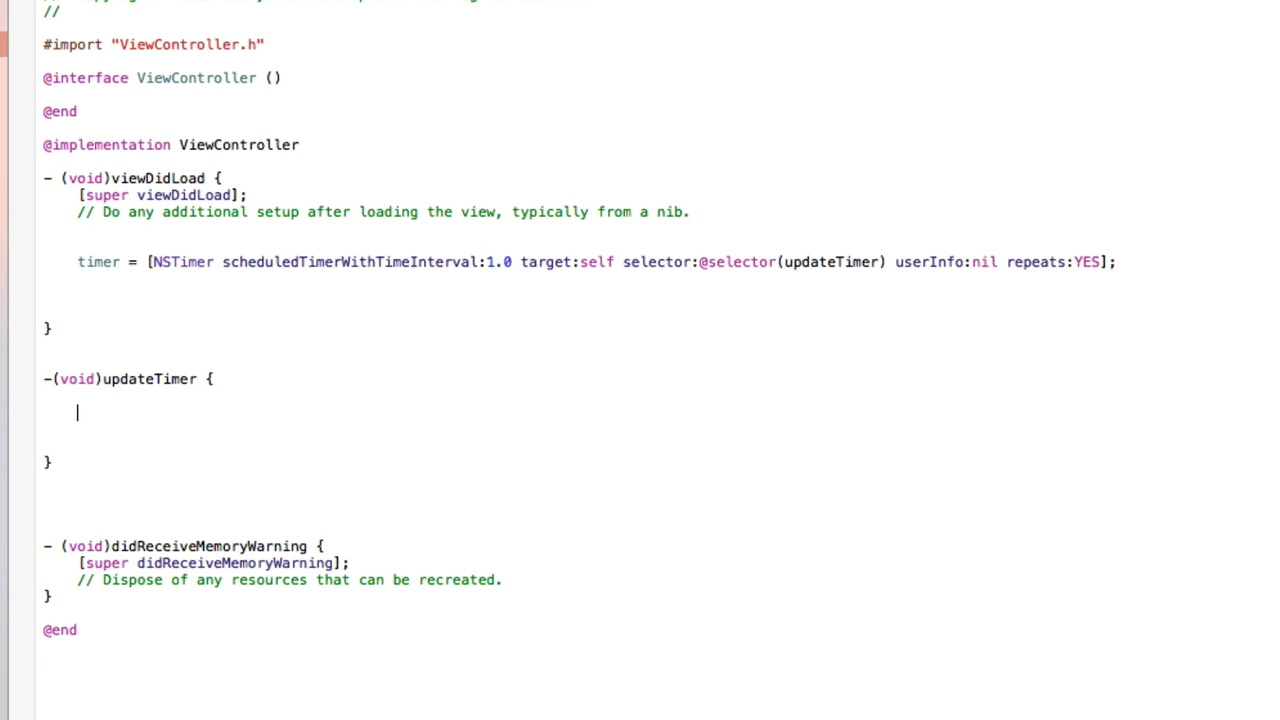 //
#import "ViewController.h"
@interface ViewController ()
@end
@implementation ViewController
- (void)viewDidLoad {
[super viewDidLoad];
// Do any additional setup after loading the view, typically from a nib.
timer = [NSTimer scheduledTimerWithTimeInterval:1.0 target:self selector:@selector(updateTimer) userInfo:nil repeats:YES];
}
-(void)updateTimer {
}
- (void)didReceiveMemoryWarning {
[super didReceiveMemoryWarning];
// Dispose of any resources that can be recreated.
}
@end